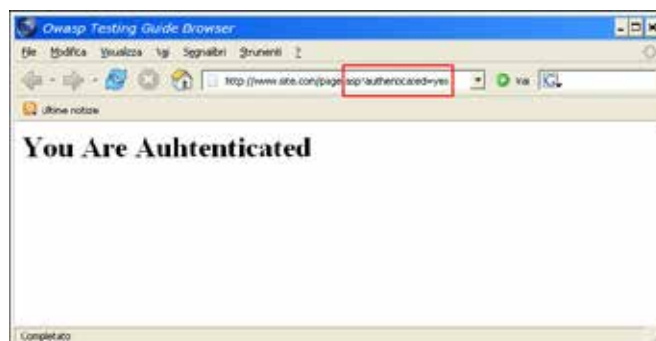 Owasp Testing Guide Browser
File Modifica Visualizza Vai Segnalibri Strumenti ?
http://www.site.com/page.asp?authenticated=yes Vai
Ultime notizie
You Are Auhtenticated
Completato